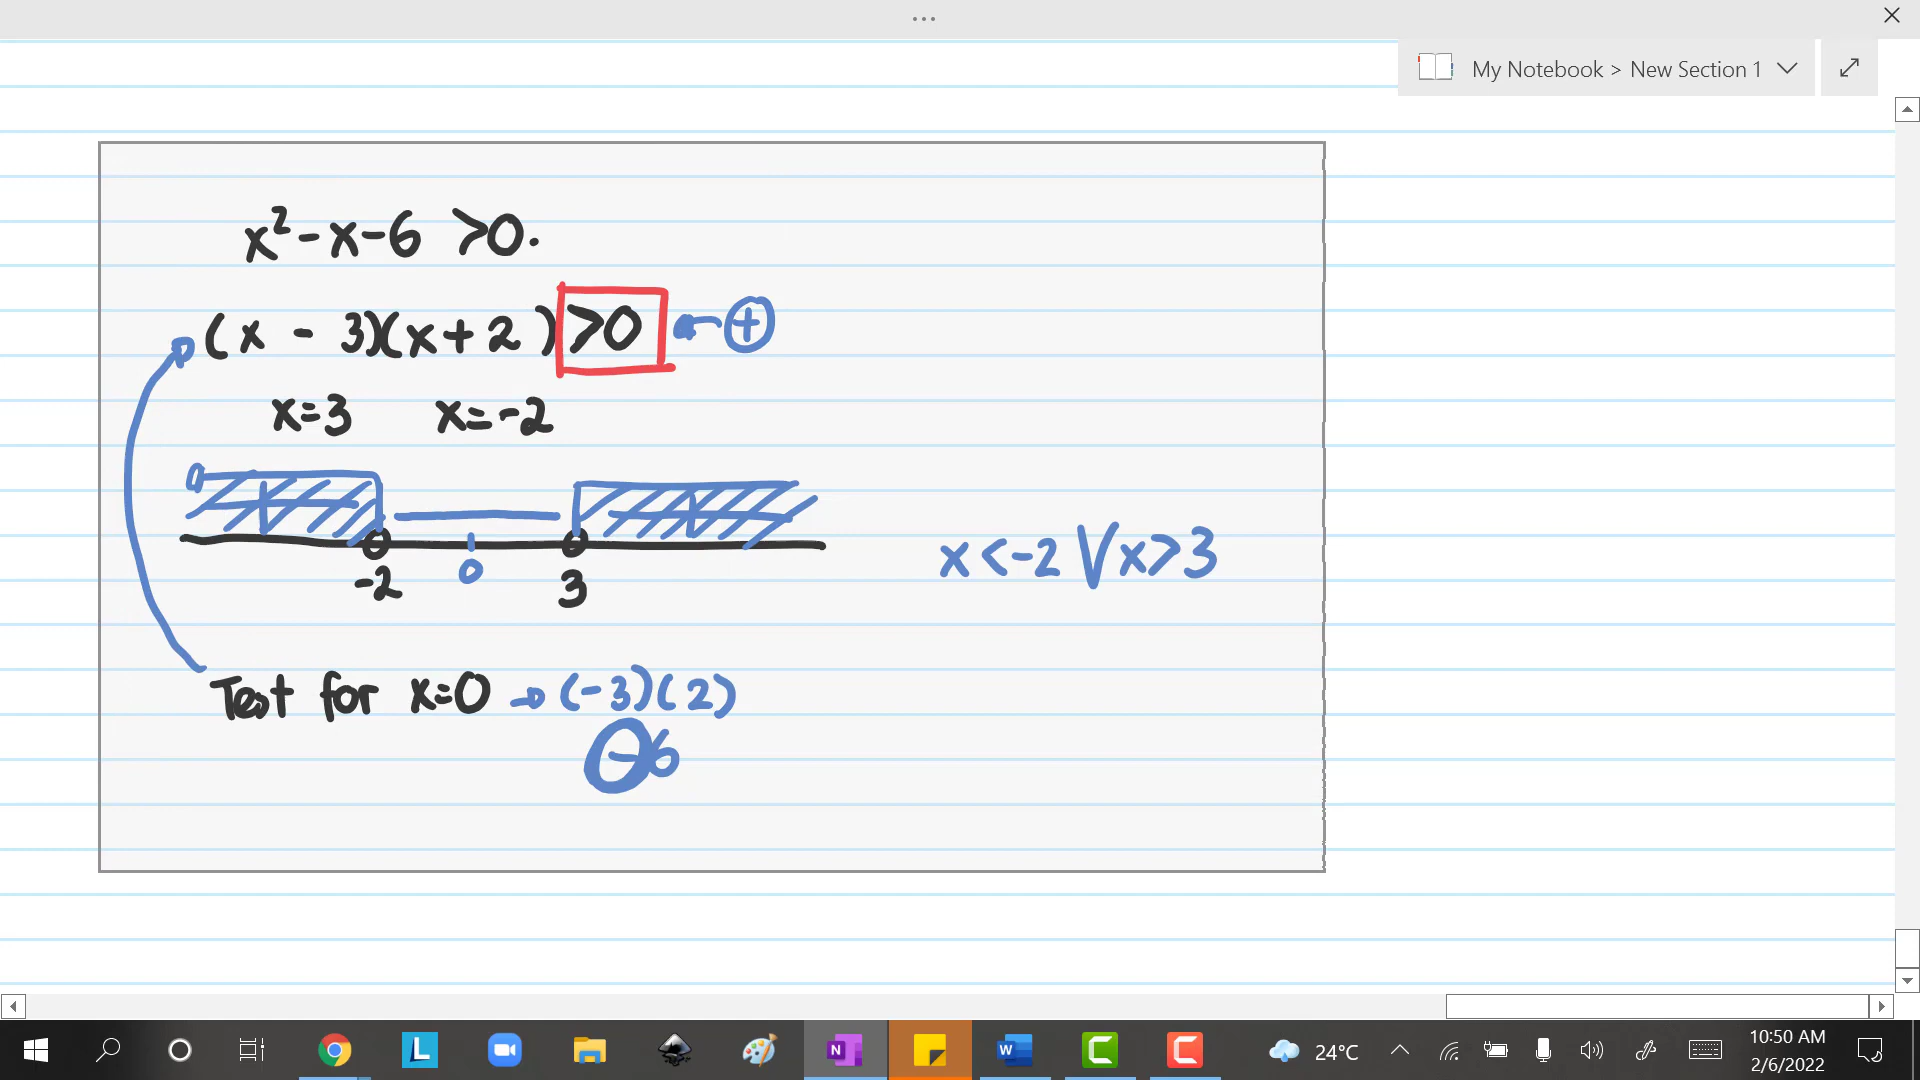 ...
My Notebook > New Section 1
x² - x - 6 > 0.
(x - 3)(x + 2) > 0 ← ⊕
x = 3 x = -2
+ − +
-2 0 3
x < -2 V x > 3
Test for x = 0 → (-3)(2)
-6
24°C
10:50 AM
2/6/2022